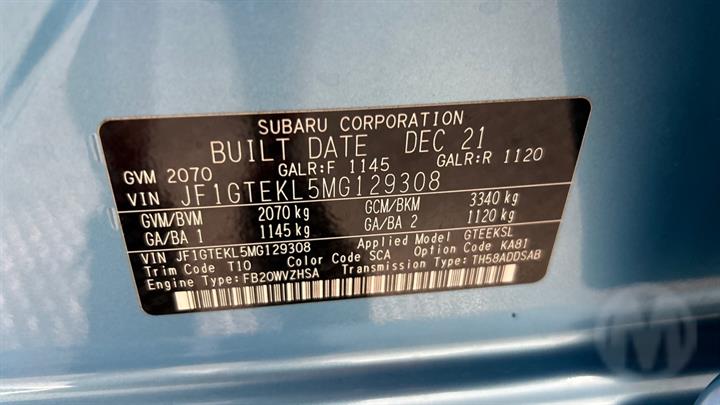 SUBARU CORPORATION
BUILT DATE DEC 21
GVM 2070 GALR:F 1145 GALR:R 1120
VIN JF1GTEKL5MG129308
GVM/BVM 2070 kg GCM/BKM 3340 kg
GA/BA 1 1145 kg GA/BA 2 1120 kg
VIN JF1GTEKL5MG129308 Applied Model GTEEKSL
Trim Code T10 Color Code SCA Option Code KA81
Engine Type:FB20WVZHSA Transmission Type:TH58ADDSAB
M